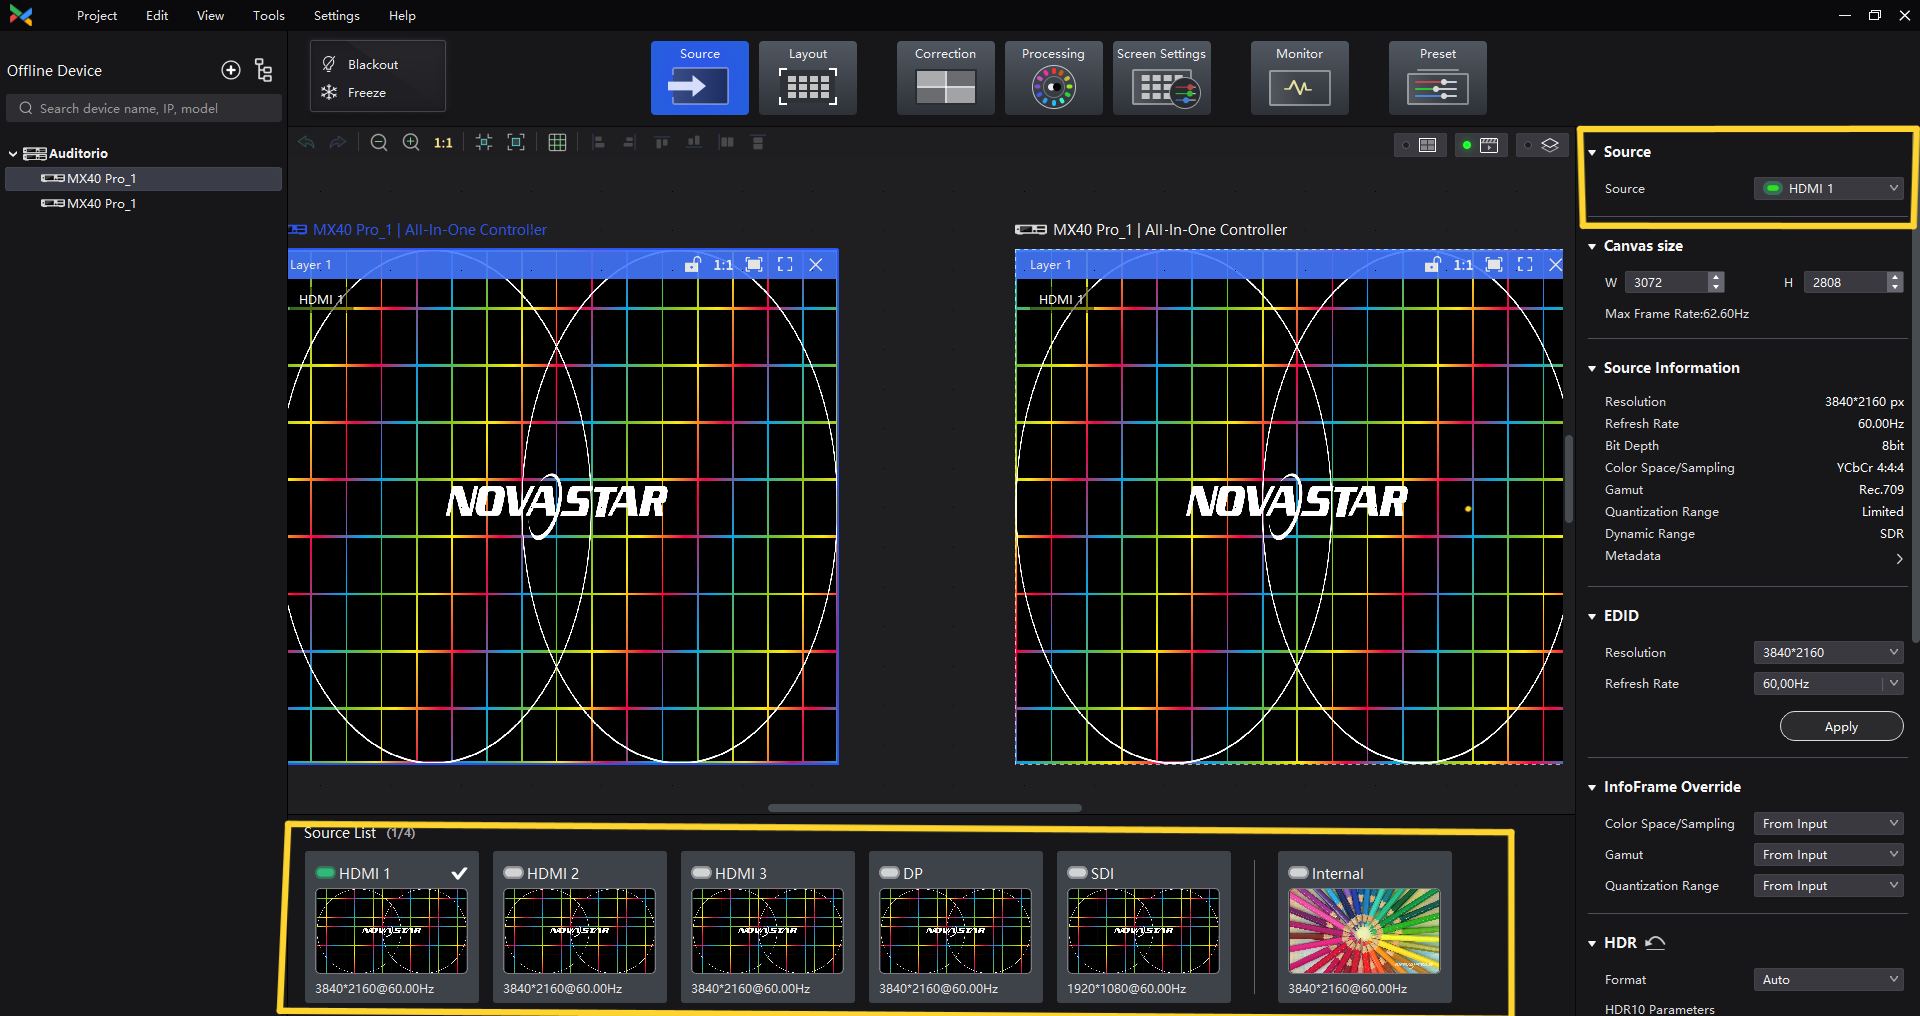 Project Edit View Tools Settings Help
Offline Device
Search device name, IP, model
Auditorio
MX40 Pro_1
MX40 Pro_1
Blackout
Freeze
Source
Layout
Correction
Processing
Screen Settings
Monitor
Preset
1:1
MX40 Pro_1 | All-In-One Controller
Layer 1
1:1
HDMI 1
NOVASTAR
MX40 Pro_1 | All-In-One Controller
Layer 1
1:1
HDMI 1
NOVASTAR
Source List (1/4)
HDMI 1
NOVASTAR
3840*2160@60.00Hz
HDMI 2
NOVASTAR
3840*2160@60.00Hz
HDMI 3
NOVASTAR
3840*2160@60.00Hz
DP
NOVASTAR
3840*2160@60.00Hz
SDI
NOVASTAR
1920*1080@60.00Hz
Internal
3840*2160@60.00Hz
Source
Source HDMI 1
Canvas size
W 3072 H 2808
Max Frame Rate:62.60Hz
Source Information
Resolution 3840*2160 px
Refresh Rate 60.00Hz
Bit Depth 8bit
Color Space/Sampling YCbCr 4:4:4
Gamut Rec.709
Quantization Range Limited
Dynamic Range SDR
Metadata
EDID
Resolution 3840*2160
Refresh Rate 60,00Hz
Apply
InfoFrame Override
Color Space/Sampling From Input
Gamut From Input
Quantization Range From Input
HDR
Format Auto
HDR10 Parameters